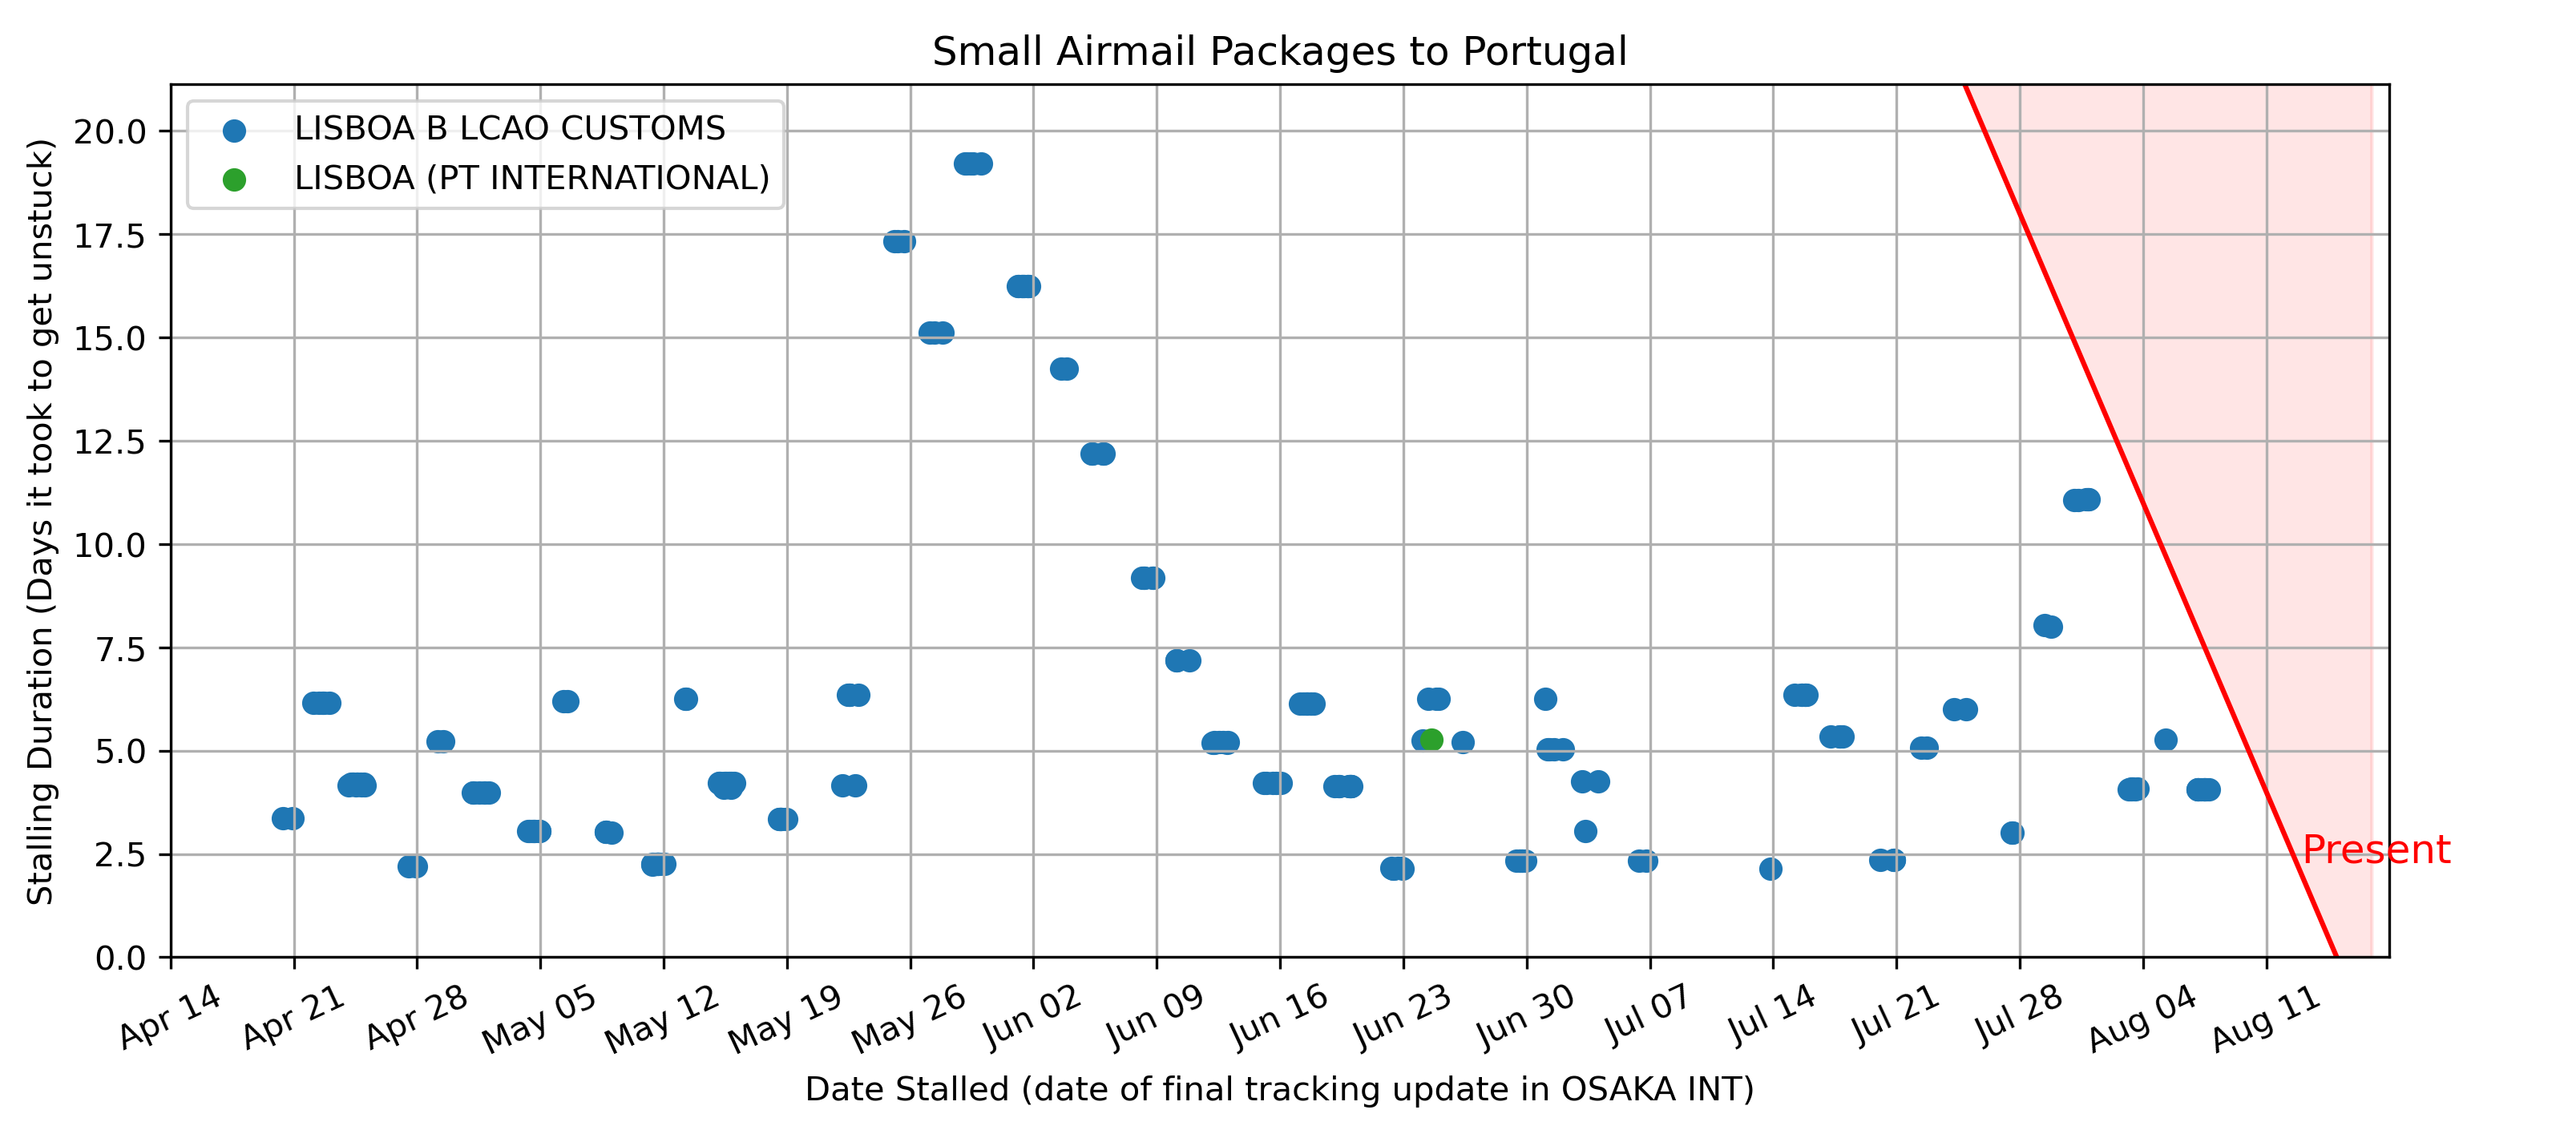 Small Airmail Packages to Portugal
LISBOA B LCAO CUSTOMS
LISBOA (PT INTERNATIONAL)
Stalling Duration (Days it took to get unstuck)
20.0
17.5
15.0
12.5
10.0
7.5
5.0
2.5
0.0
Present
Apr 14
Apr 21
Apr 28
May 05
May 12
May 19
May 26
Jun 02
Jun 09
Jun 16
Jun 23
Jun 30
Jul 07
Jul 14
Jul 21
Jul 28
Aug 04
Aug 11
Date Stalled (date of final tracking update in OSAKA INT)